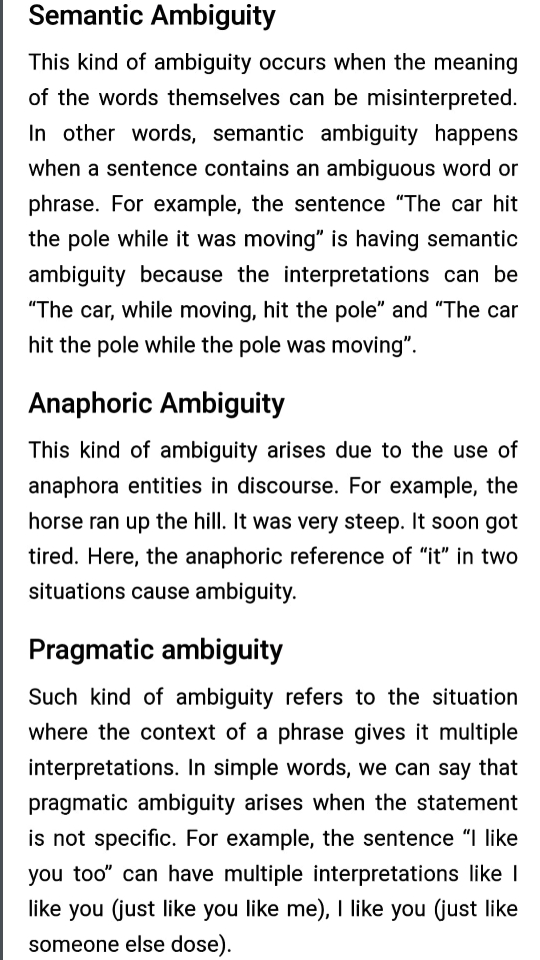 Semantic Ambiguity
This kind of ambiguity occurs when the meaning
of the words themselves can be misinterpreted.
In other words, semantic ambiguity happens
when a sentence contains an ambiguous word or
phrase. For example, the sentence “The car hit
the pole while it was moving” is having semantic
ambiguity because the interpretations can be
“The car, while moving, hit the pole” and “The car
hit the pole while the pole was moving”.
Anaphoric Ambiguity
This kind of ambiguity arises due to the use of
anaphora entities in discourse. For example, the
horse ran up the hill. It was very steep. It soon got
tired. Here, the anaphoric reference of “it” in two
situations cause ambiguity.
Pragmatic ambiguity
Such kind of ambiguity refers to the situation
where the context of a phrase gives it multiple
interpretations. In simple words, we can say that
pragmatic ambiguity arises when the statement
is not specific. For example, the sentence “I like
you too” can have multiple interpretations like I
like you (just like you like me), I like you (just like
someone else dose).